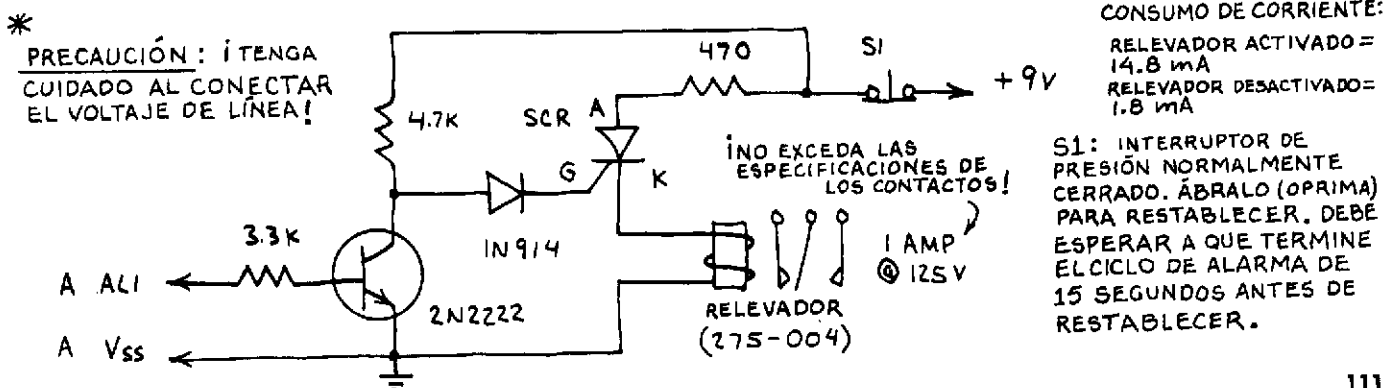 *
PRECAUCIÓN: ¡TENGA
CUIDADO AL CONECTAR
EL VOLTAJE DE LÍNEA!
470
S1
+9V
4.7K
SCR
A
G
K
1N914
3.3K
A AL1
2N2222
A Vss
¡NO EXCEDA LAS
ESPECIFICACIONES DE
LOS CONTACTOS!
1 AMP
@ 125 V
RELEVADOR
(275-004)
CONSUMO DE CORRIENTE:
RELEVADOR ACTIVADO=
14.8 mA
RELEVADOR DESACTIVADO=
1.8 mA
S1: INTERRUPTOR DE
PRESIÓN NORMALMENTE
CERRADO. ÁBRALO (OPRIMA)
PARA RESTABLECER. DEBE
ESPERAR A QUE TERMINE
EL CICLO DE ALARMA DE
15 SEGUNDOS ANTES DE
RESTABLECER.
111